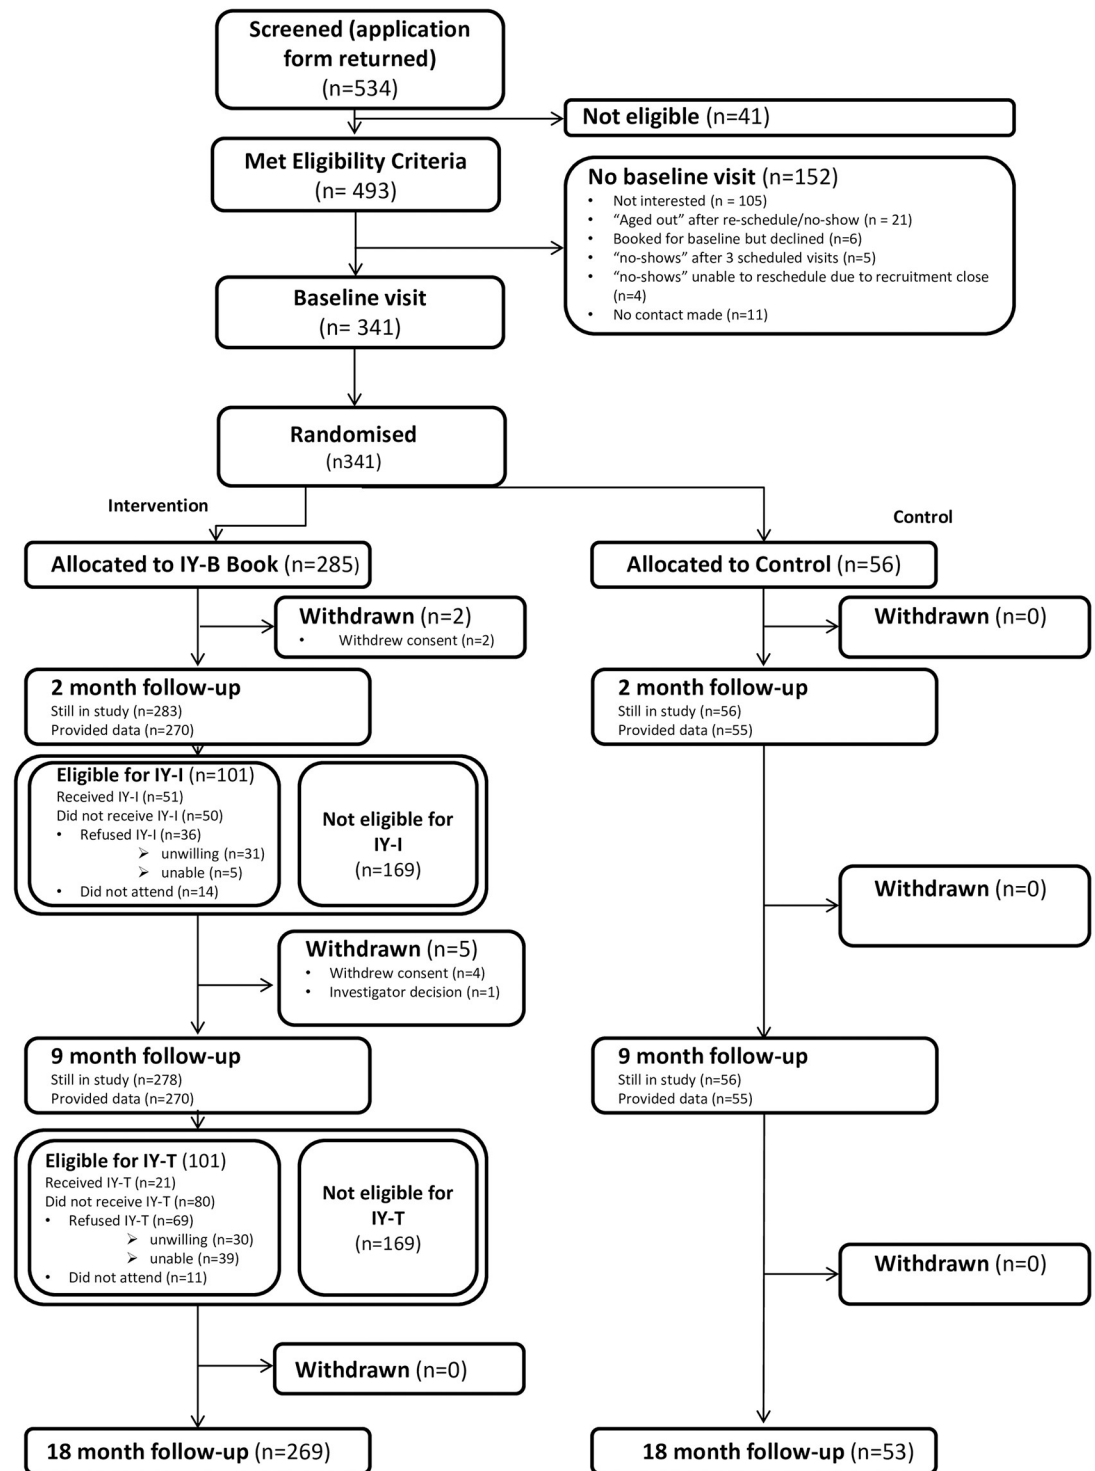 Screened (application
form returned)
(n=534)
Not eligible (n=41)
Met Eligibility Criteria
(n= 493)
No baseline visit (n=152)
• Not interested (n = 105)
• “Aged out” after re-schedule/no-show (n = 21)
• Booked for baseline but declined (n=6)
• “no-shows” after 3 scheduled visits (n=5)
• “no-shows” unable to reschedule due to recruitment close
(n=4)
• No contact made (n=11)
Baseline visit
(n= 341)
Randomised
(n341)
Intervention
Control
Allocated to IY-B Book (n=285)
Allocated to Control (n=56)
Withdrawn (n=2)
• Withdrew consent (n=2)
Withdrawn (n=0)
2 month follow-up
Still in study (n=283)
Provided data (n=270)
2 month follow-up
Still in study (n=56)
Provided data (n=55)
Eligible for IY-I (n=101)
Received IY-I (n=51)
Did not receive IY-I (n=50)
• Refused IY-I (n=36)
➢ unwilling (n=31)
➢ unable (n=5)
• Did not attend (n=14)
Not eligible for
IY-I
(n=169)
Withdrawn (n=0)
Withdrawn (n=5)
• Withdrew consent (n=4)
• Investigator decision (n=1)
9 month follow-up
Still in study (n=278)
Provided data (n=270)
9 month follow-up
Still in study (n=56)
Provided data (n=55)
Eligible for IY-T (101)
Received IY-T (n=21)
Did not receive IY-T (n=80)
• Refused IY-T (n=69)
➢ unwilling (n=30)
➢ unable (n=39)
• Did not attend (n=11)
Not eligible for
IY-T
(n=169)
Withdrawn (n=0)
Withdrawn (n=0)
18 month follow-up (n=269)
18 month follow-up (n=53)